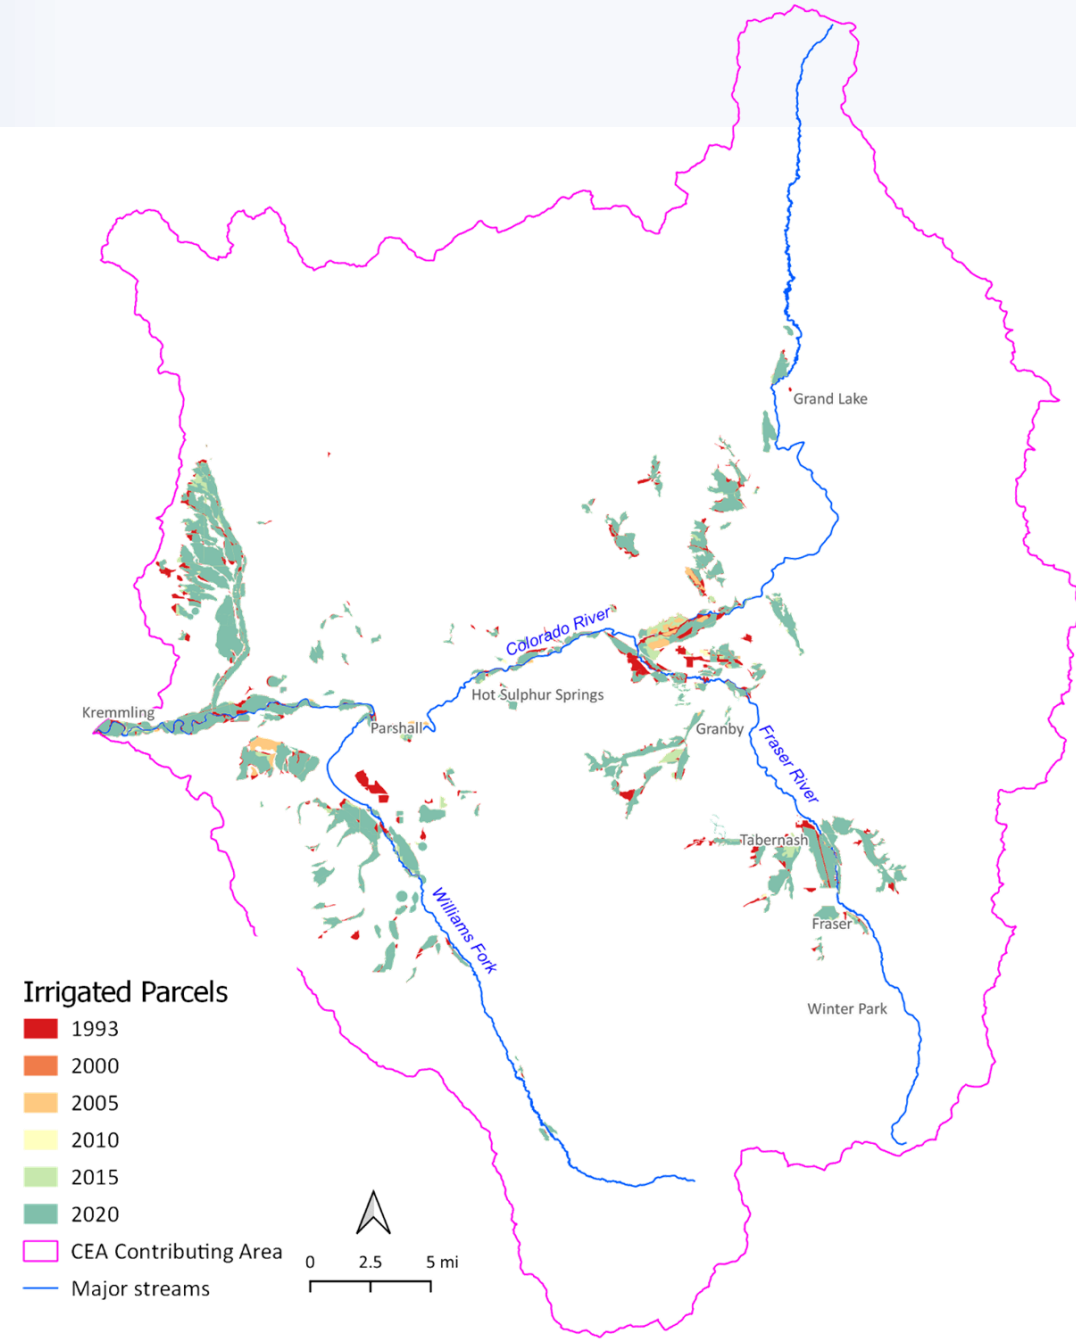 Grand Lake
Colorado River
Hot Sulphur Springs
Kremmling
Parshall
Granby
Fraser River
Tabernash
Williams Fork
Fraser
Winter Park
Irrigated Parcels
1993
2000
2005
2010
2015
2020
CEA Contributing Area
Major streams
0 2.5 5 mi